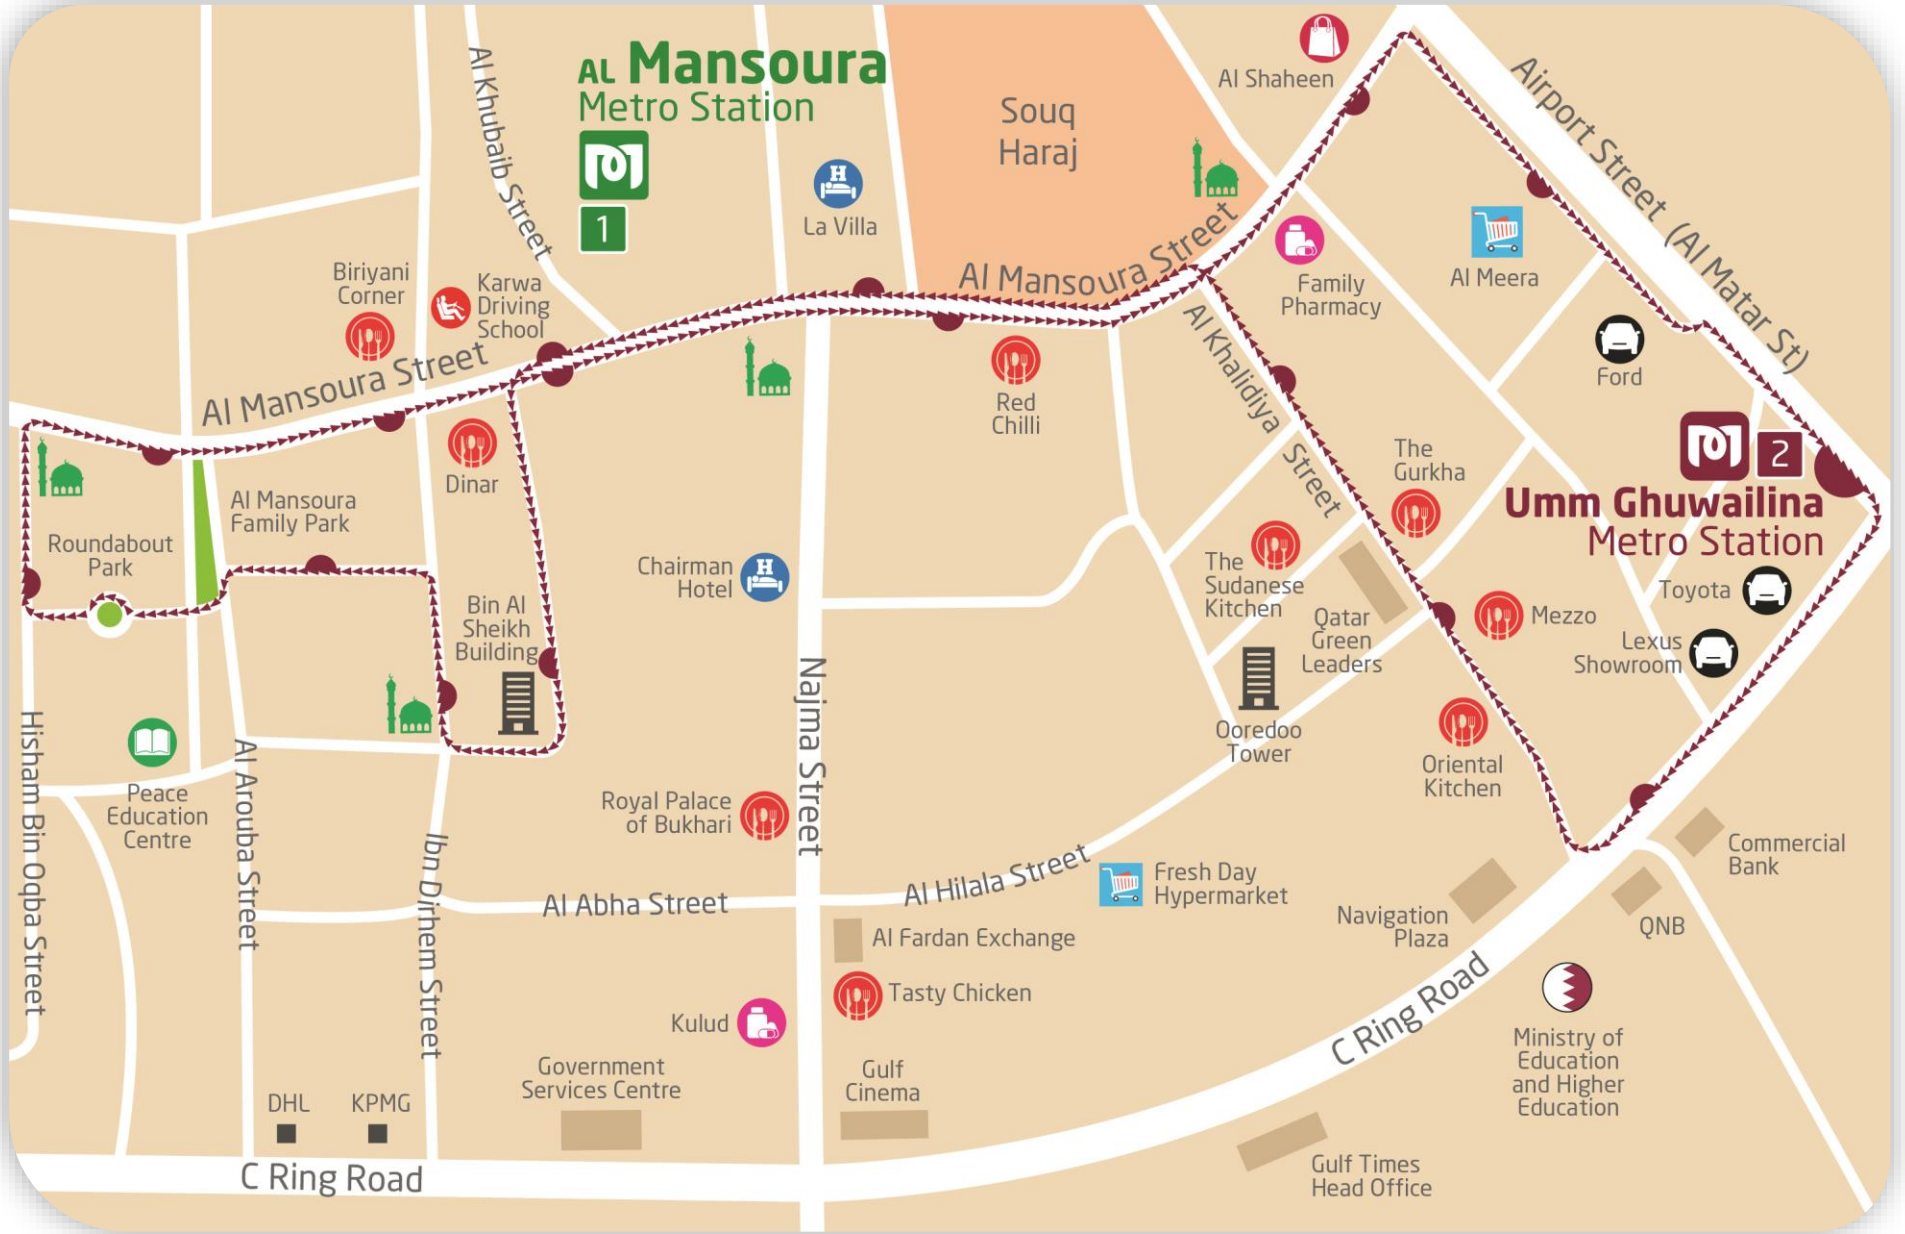 AL Mansoura
Metro Station
1
Al Khubaib Street
Souq
Haraj
Al Shaheen
Airport Street (Al Matar St)
La Villa
Biriyani
Corner
Karwa
Driving
School
Al Mansoura Street
Al Mansoura Street
Family
Pharmacy
Al Meera
Ford
Al Khalidiya Street
Red
Chilli
Dinar
The
Gurkha
2
Umm Ghuwailina
Metro Station
Al Mansoura
Family Park
Roundabout
Park
Chairman
Hotel
Bin Al
Sheikh
Building
The
Sudanese
Kitchen
Qatar
Green
Leaders
Mezzo
Toyota
Lexus
Showroom
Ooredoo
Tower
Oriental
Kitchen
Hisham Bin Oqba Street
Peace
Education
Centre
Al Arouba Street
Ibn Dirhem Street
Najma Street
Royal Palace
of Bukhari
Al Abha Street
Al Hilala Street
Fresh Day
Hypermarket
Commercial
Bank
Navigation
Plaza
QNB
Al Fardan Exchange
Tasty Chicken
Kulud
C Ring Road
Ministry of
Education
and Higher
Education
Government
Services Centre
Gulf
Cinema
DHL
KPMG
C Ring Road
Gulf Times
Head Office